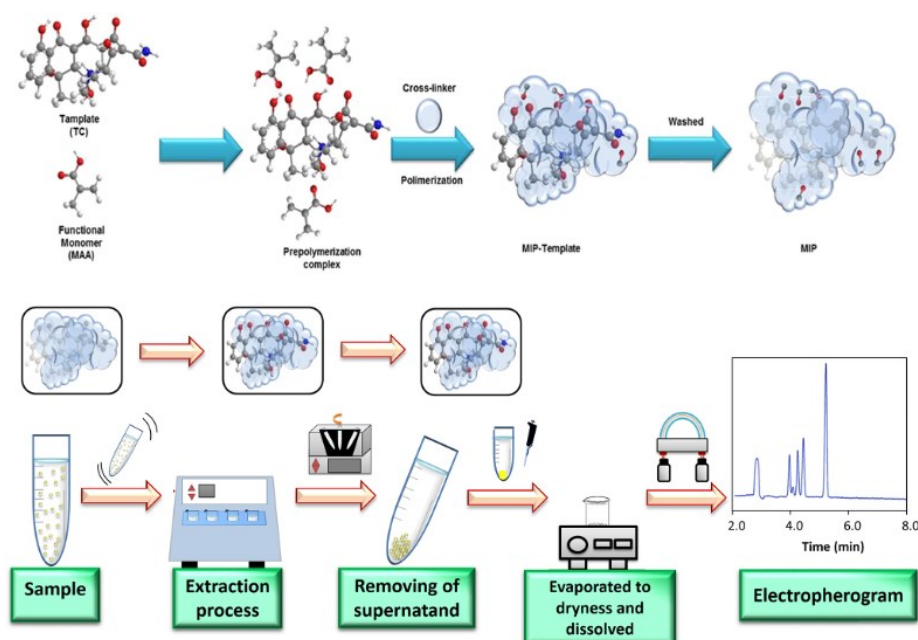 Tamplate
(TC)
Functional
Monomer
(MAA)
Prepolymerization
complex
Cross-linker
Polimerization
MIP-Template
Washed
MIP
Sample
Extraction
process
Removing of
supernatand
Evaporated to
dryness and
dissolved
2.0
4.0
6.0
8.0
Time (min)
Electropherogram